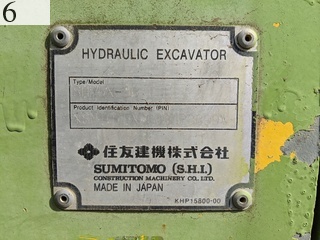 6
HYDRAULIC EXCAVATOR
Type/Model
Product Identification Number (PIN)
住友建機株式会社
SUMITOMO (S.H.I.)
CONSTRUCTION MACHINERY CO., LTD.
MADE IN JAPAN
KHP15800-00